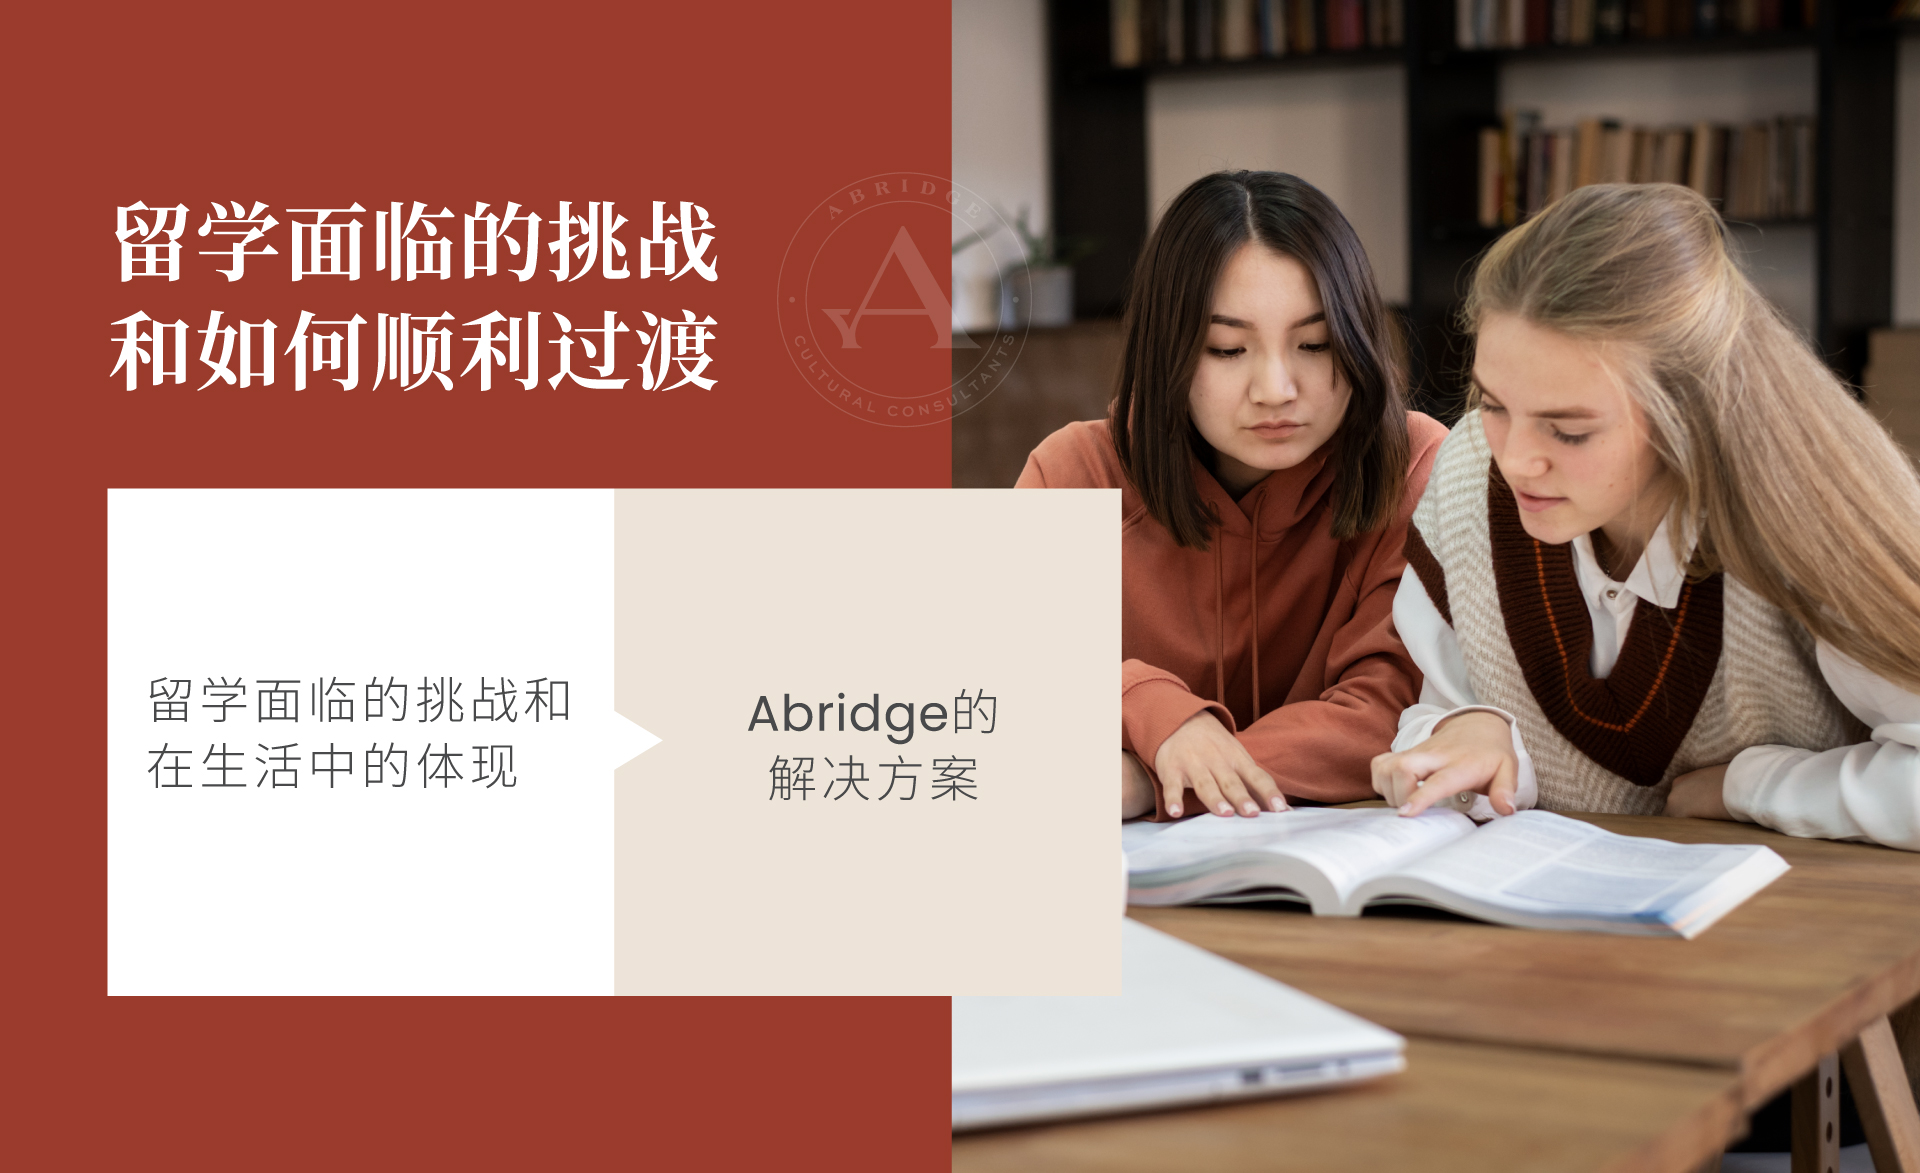 留学面临的挑战
和如何顺利过渡
ABRIDGE
A
CULTURAL CONSULTANTS
留学面临的挑战和
在生活中的体现
Abridge的
解决方案